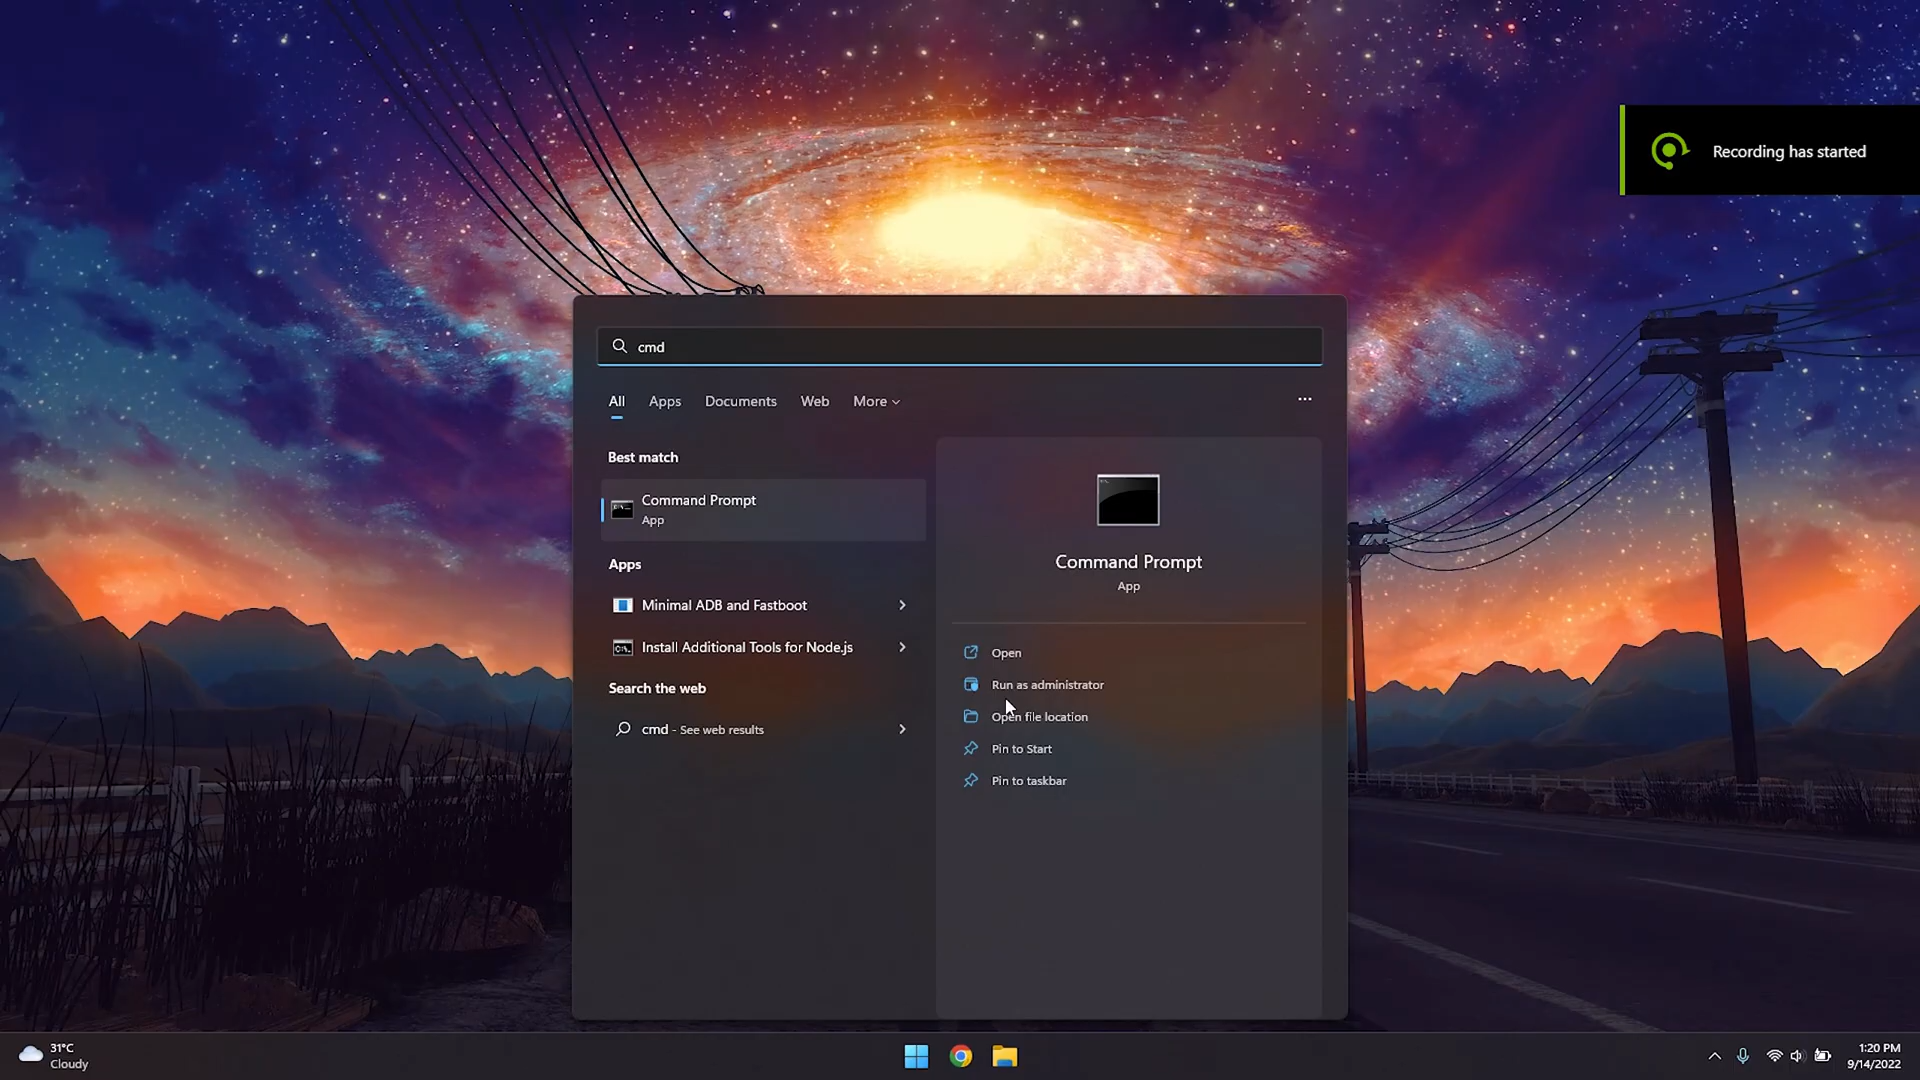 Recording has started
cmd
All Apps Documents Web More
Best match
Command Prompt
App
Apps
Minimal ADB and Fastboot
Install Additional Tools for Node.js
Search the web
cmd - See web results
Command Prompt
App
Open
Run as administrator
Open file location
Pin to Start
Pin to taskbar
31°C
Cloudy
1:20 PM
9/14/2022